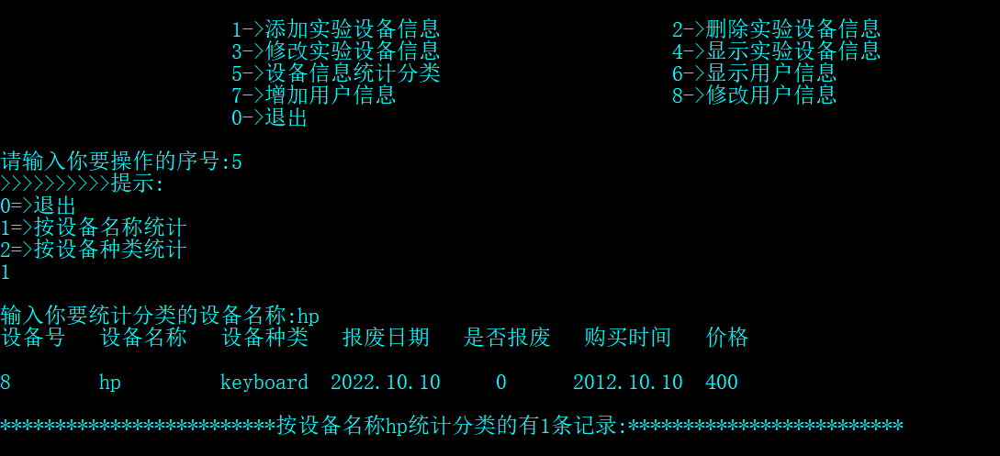 1->添加实验设备信息 2->删除实验设备信息
3->修改实验设备信息 4->显示实验设备信息
5->设备信息统计分类 6->显示用户信息
7->增加用户信息 8->修改用户信息
0->退出
请输入你要操作的序号:5
>>>>>>>>>>提示:
0=>退出
1=>按设备名称统计
2=>按设备种类统计
1
输入你要统计分类的设备名称:hp
设备号 设备名称 设备种类 报废日期 是否报废 购买时间 价格
8 hp keyboard 2022.10.10 0 2012.10.10 400
*************************按设备名称hp统计分类的有1条记录:*************************